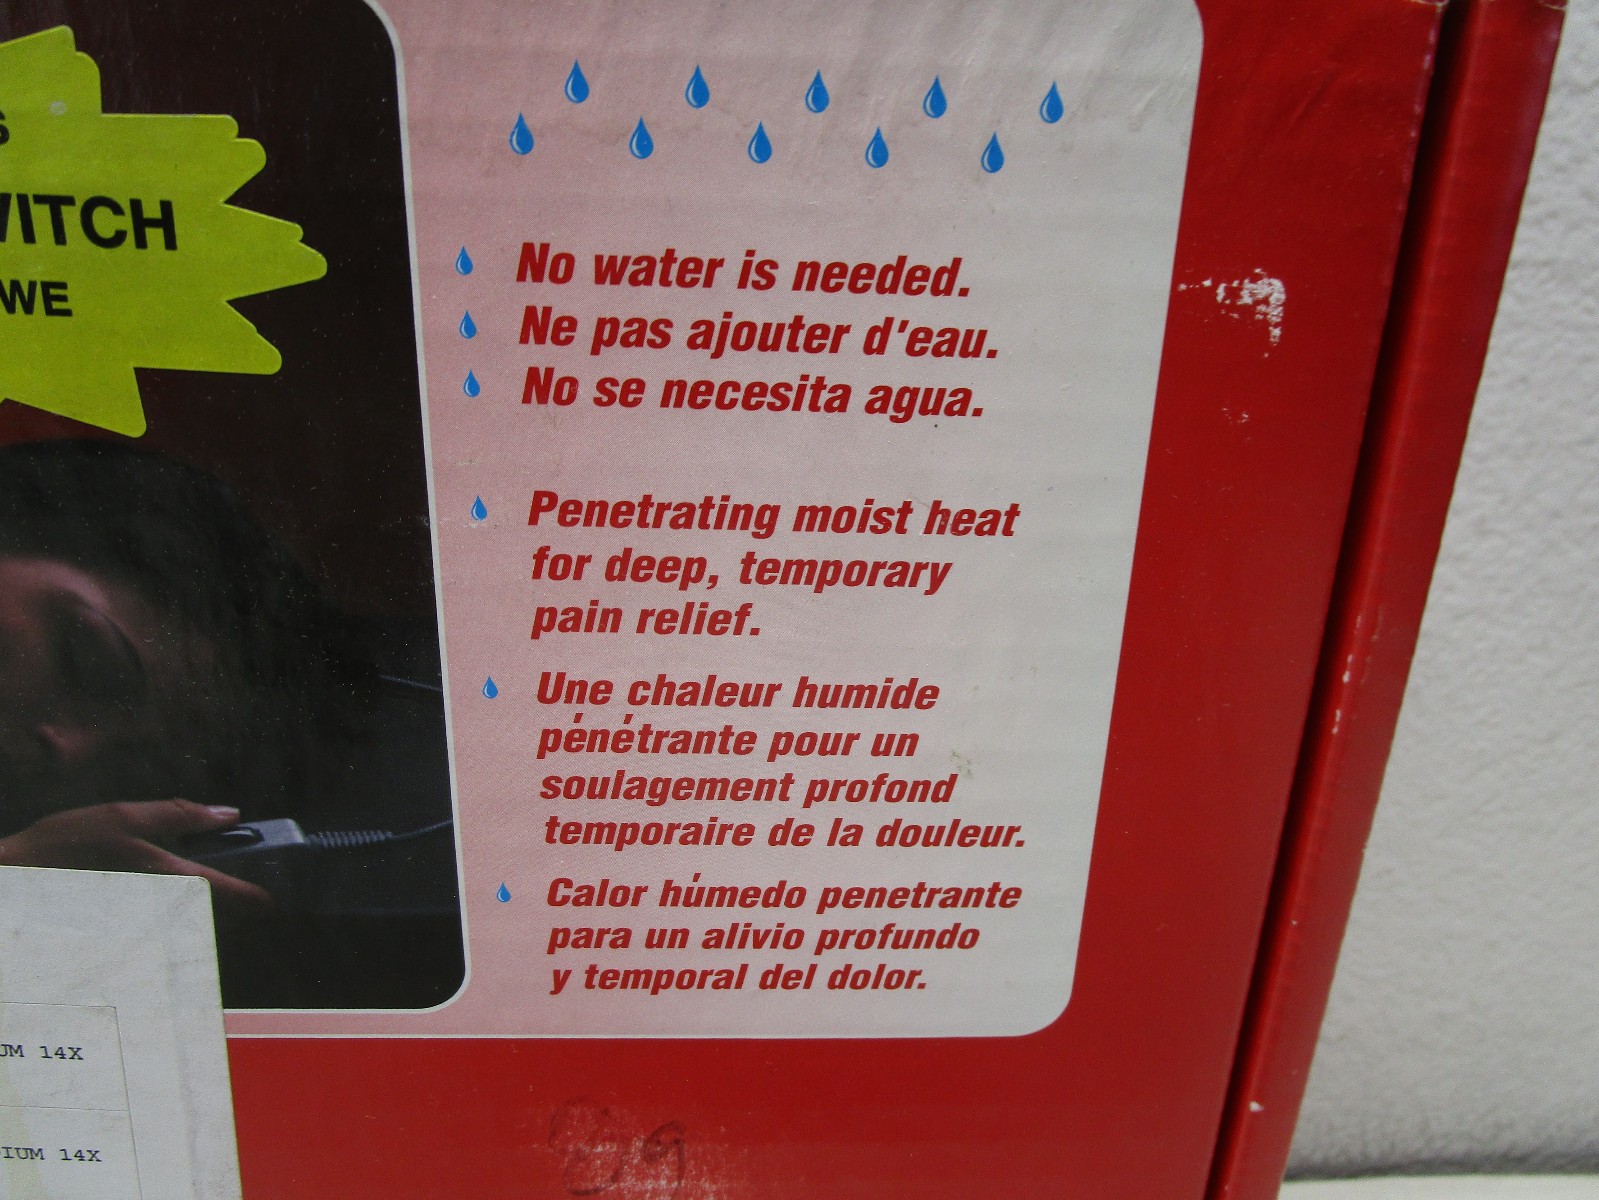 S
WITCH
WE
No water is needed.
Ne pas ajouter d'eau.
No se necesita agua.
Penetrating moist heat
for deep, temporary
pain relief.
Une chaleur humide
pénétrante pour un
soulagement profond
temporaire de la douleur.
Calor húmedo penetrante
para un alivio profundo
y temporal del dolor.
UM 14X
DIUM 14X